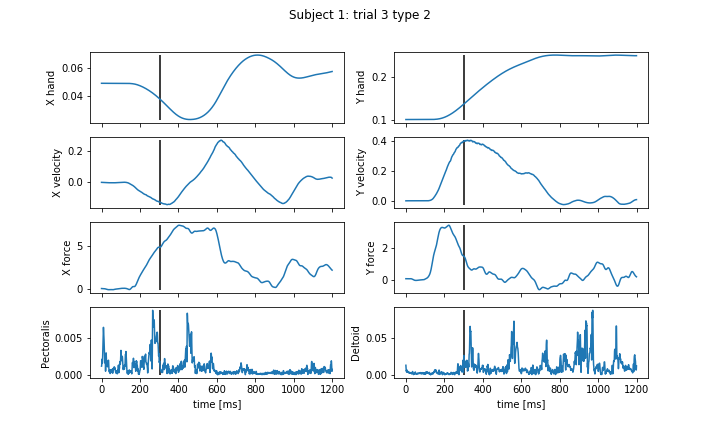 Subject 1: trial 3 type 2
X hand
0.06
0.04
Y hand
0.2
0.1
X velocity
0.2
0.0
Y velocity
0.4
0.2
0.0
X force
5
0
Y force
2
0
Pectoralis
0.005
0.000
0 200 400 600 800 1000 1200
time [ms]
Deltoid
0.05
0.00
0 200 400 600 800 1000 1200
time [ms]